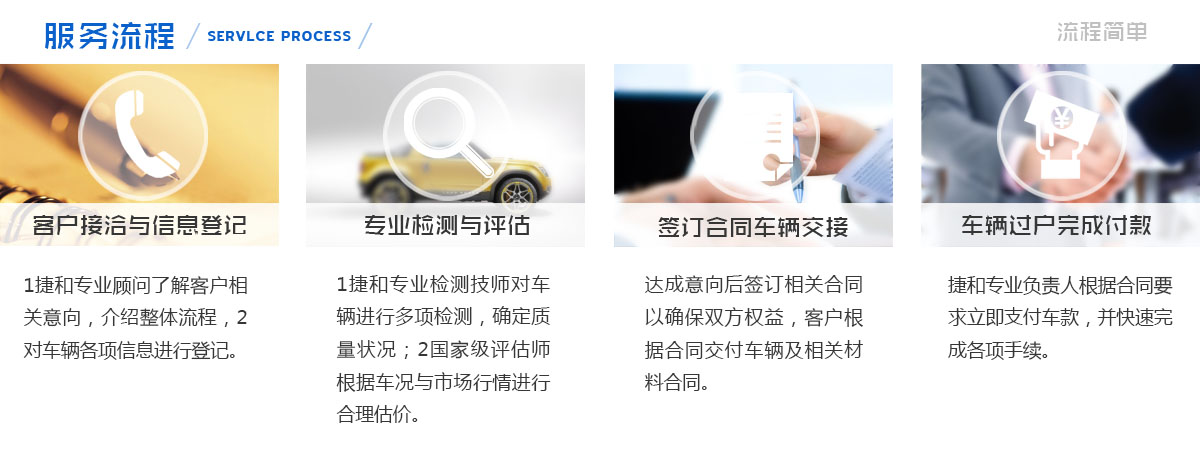 服务流程 SERVLCE PROCESS
流程简单
客户接洽与信息登记
1捷和专业顾问了解客户相
关意向，介绍整体流程，2
对车辆各项信息进行登记。
专业检测与评估
1捷和专业检测技师对车
辆进行多项检测，确定质
量状况；2国家级评估师
根据车况与市场行情进行
合理估价。
签订合同车辆交接
达成意向后签订相关合同
以确保双方权益，客户根
据合同交付车辆及相关材
料合同。
¥
车辆过户完成付款
捷和专业负责人根据合同要
求立即支付车款，并快速完
成各项手续。